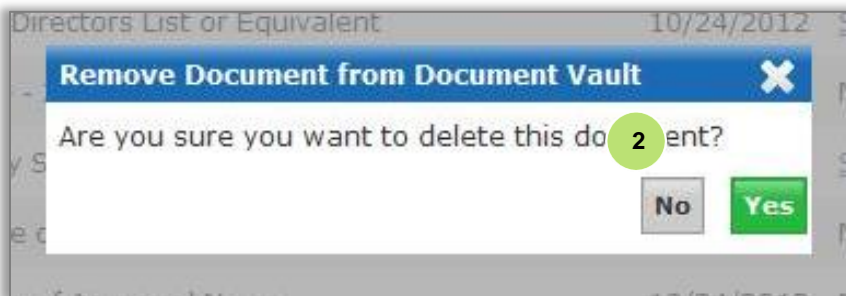 Directors List or Equivalent 10/24/2012 S
Remove Document from Document Vault
Are you sure you want to delete this do 2 ent?
No Yes